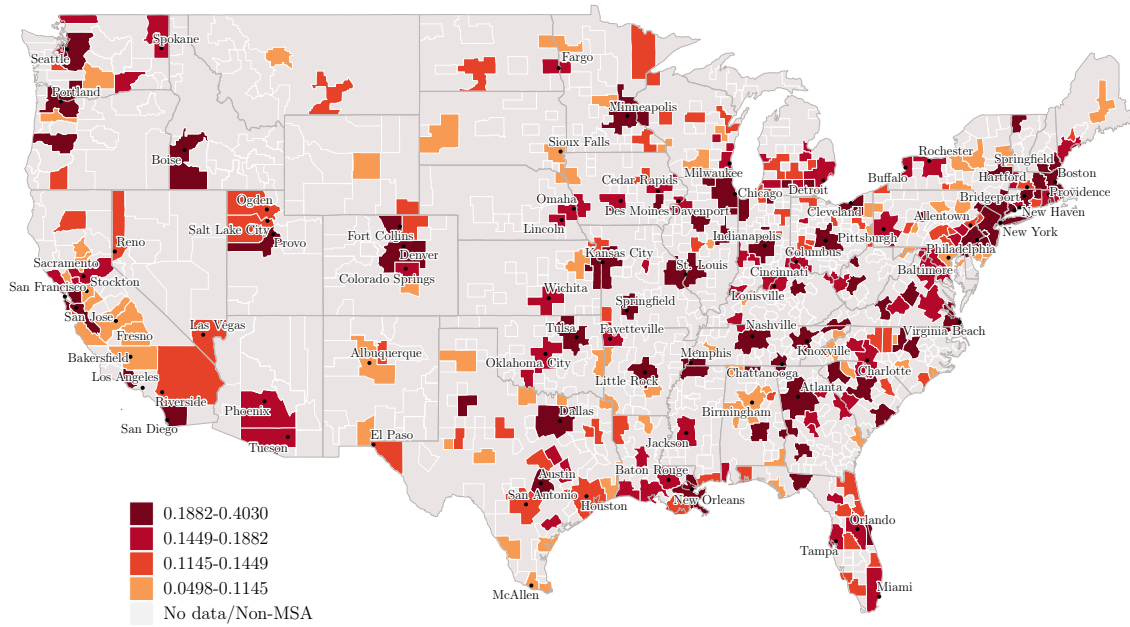 Spokane
Seattle
Fargo
Portland
Minneapolis
Sioux Falls
Rochester
Springfield
Boise
Milwaukee
Buffalo
Hartford
Boston
Cedar Rapids
Chicago
Detroit
Bridgeport
Providence
Ogden
Omaha
Des Moines
Davenport
Cleveland
Allentown
New Haven
Salt Lake City
Lincoln
New York
Reno
Provo
Fort Collins
Indianapolis
Pittsburgh
Denver
Kansas City
Columbus
Philadelphia
Sacramento
St. Louis
Cincinnati
Baltimore
Colorado Springs
San Francisco
Stockton
Wichita
Louisville
Springfield
San Jose
Las Vegas
Tulsa
Fayetteville
Nashville
Virginia Beach
Fresno
Bakersfield
Albuquerque
Oklahoma City
Memphis
Knoxville
Los Angeles
Little Rock
Chattanooga
Charlotte
Riverside
Atlanta
Phoenix
Dallas
Birmingham
San Diego
El Paso
Jackson
Tucson
Austin
Baton Rouge
San Antonio
Houston
New Orleans
Orlando
Tampa
Miami
McAllen
0.1882-0.4030
0.1449-0.1882
0.1145-0.1449
0.0498-0.1145
No data/Non-MSA